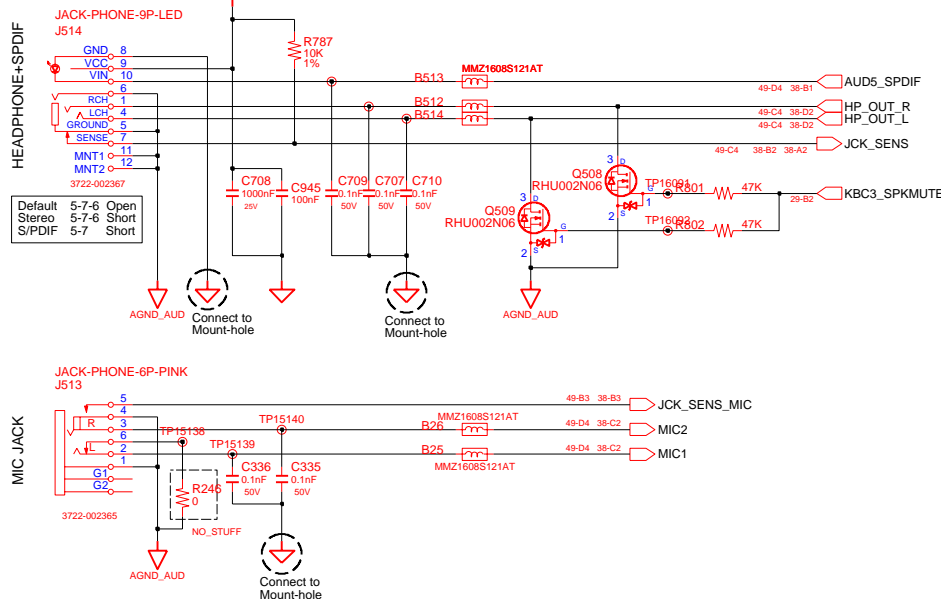 HEADPHONE+SPDIF
JACK-PHONE-9P-LED
J514
GND 8
VCC 9
VIN 10
6
RCH 1
LCH 4
GROUND 5
SENSE 7
MNT1 11
MNT2 12
3722-002367
Default 5-7-6 Open
Stereo 5-7-6 Short
S/PDIF 5-7 Short
R787
10K
1%
B513
MMZ1608S121AT
49-D4 38-B1
AUD5_SPDIF
B512
HP_OUT_R
B514
49-C4 38-D2
HP_OUT_L
49-C4 38-D2
JCK_SENS
49-C4 38-B2 38-A2
C708
1000nF
25V
C945
100nF
C709
0.1nF
50V
C707
0.1nF
50V
C710
0.1nF
50V
3 D
Q508
RHU002N06
G
1
2 S
TP16091
R801
47K
KBC3_SPKMUTE
29-B2
3 D
Q509
RHU002N06
G
1
2 S
TP16092
R802
47K
AGND_AUD
Connect to
Mount-hole
Connect to
Mount-hole
AGND_AUD
MIC JACK
JACK-PHONE-6P-PINK
J513
5
4
R 3
6
L 2
1
G1
G2
3722-002365
TP15138
TP15139
TP15140
R246
0
NO_STUFF
C336
0.1nF
50V
C335
0.1nF
50V
49-B3 38-B3
JCK_SENS_MIC
B26
MMZ1608S121AT
49-D4 38-C2
MIC2
B25
MMZ1608S121AT
49-D4 38-C2
MIC1
AGND_AUD
Connect to
Mount-hole